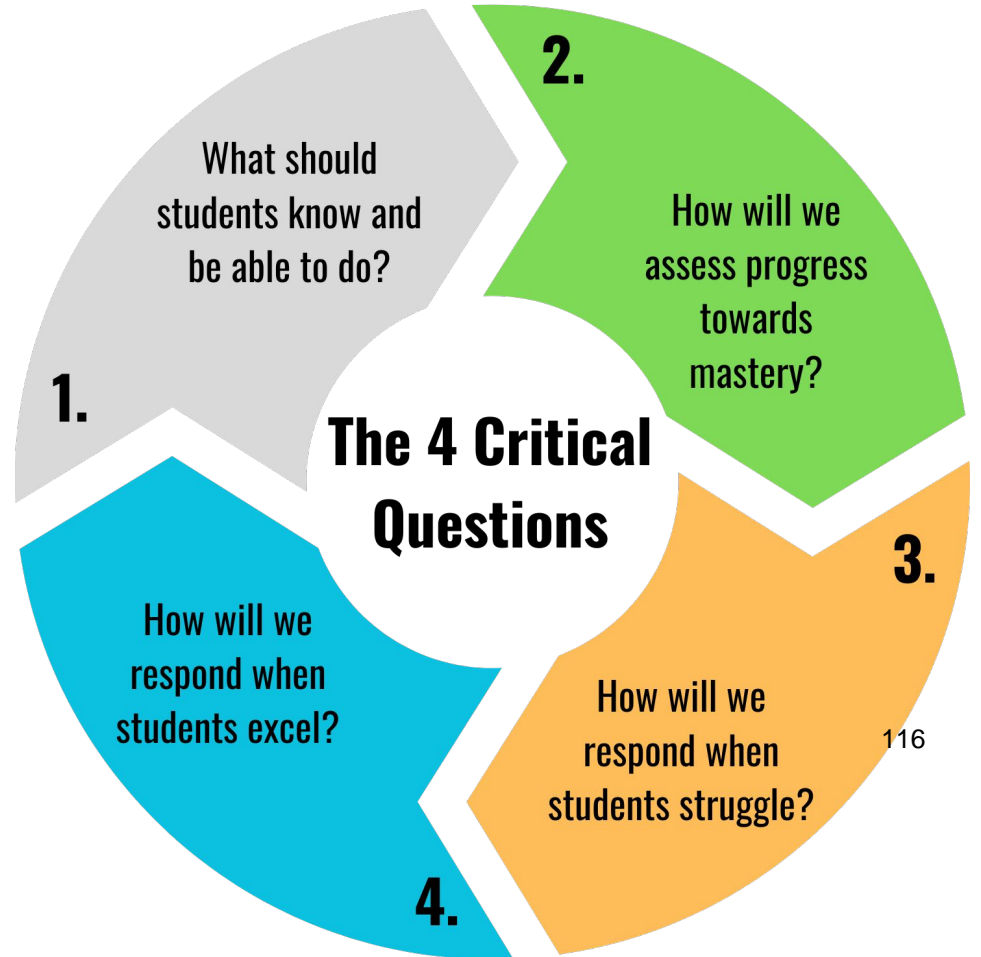 The 4 Critical
Questions
1.
What should
students know and
be able to do?
2.
How will we
assess progress
towards
mastery?
3.
How will we
respond when
students struggle?
116
4.
How will we
respond when
students excel?